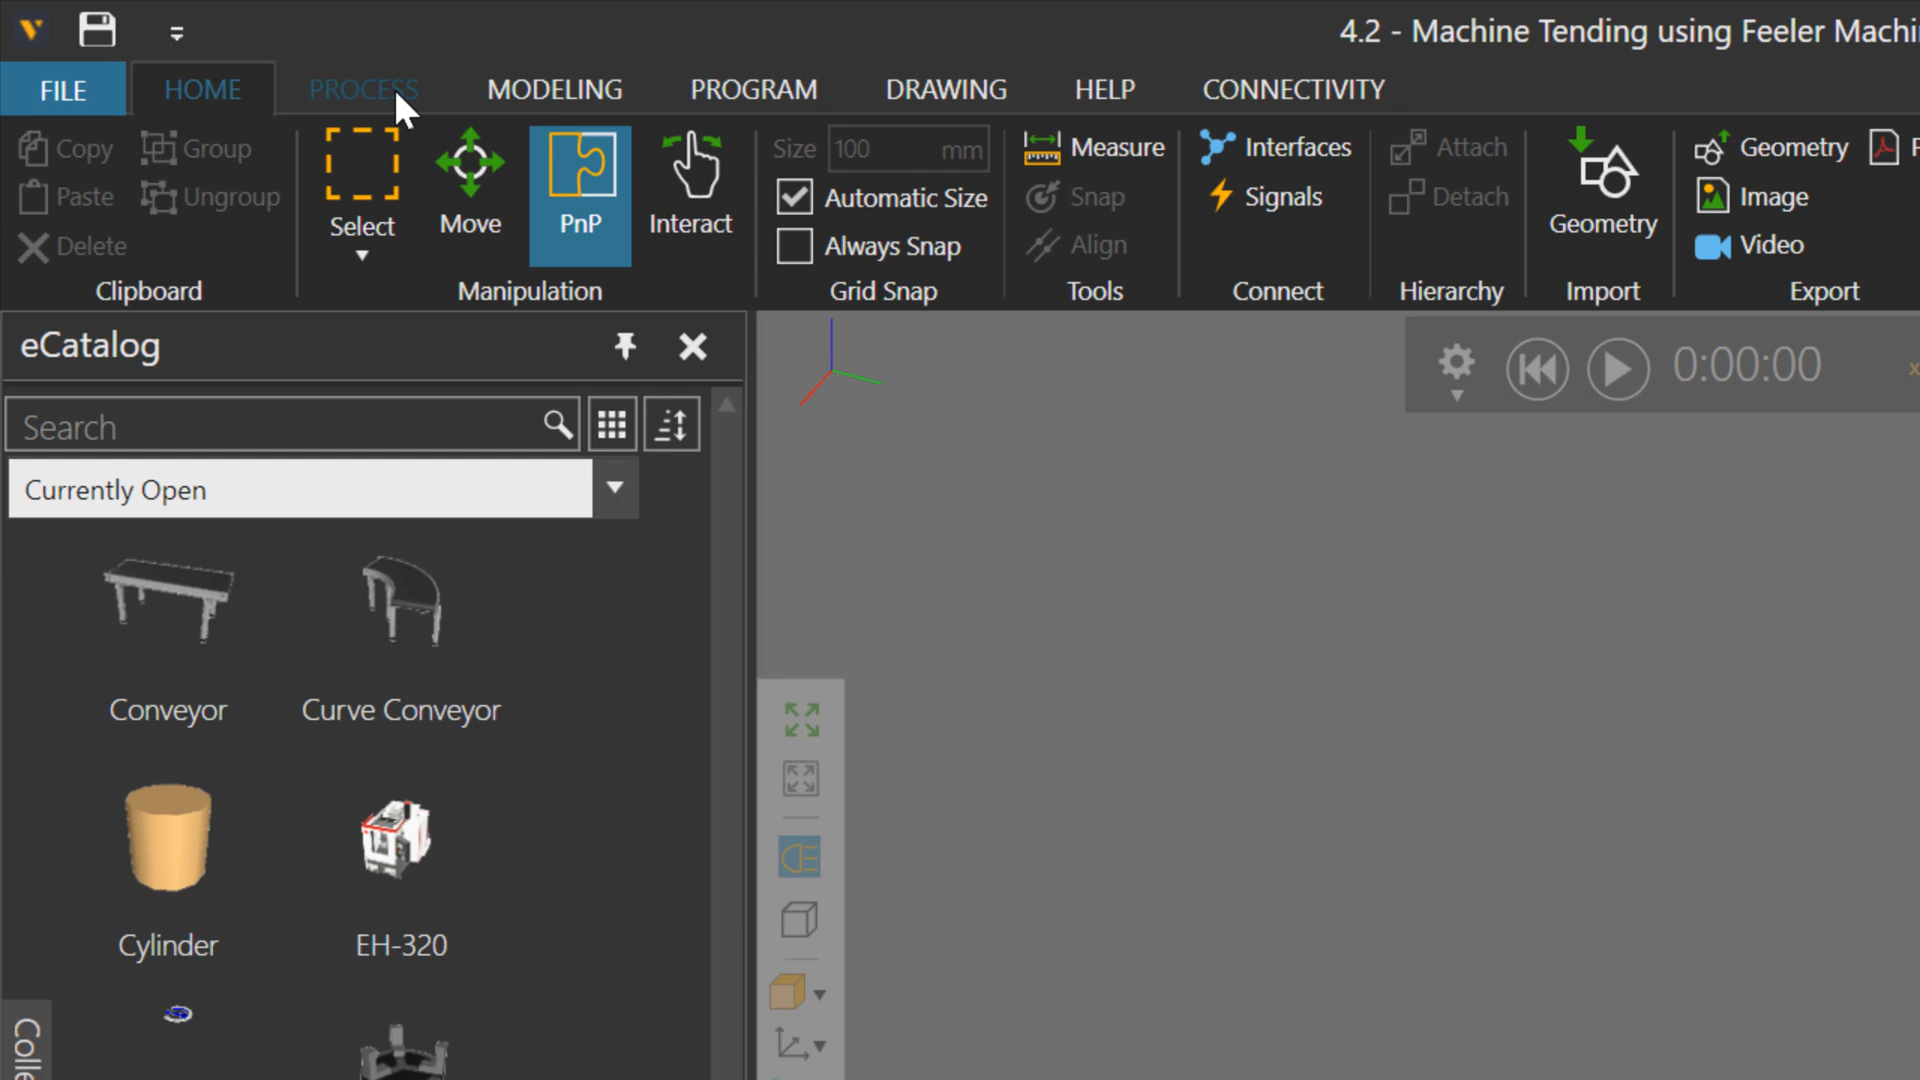 4.2 - Machine Tending using Feeler Machi
FILE HOME PROCESS MODELING PROGRAM DRAWING HELP CONNECTIVITY
Copy Group
Paste Ungroup
Delete
Clipboard
Select Move PnP Interact
Manipulation
Size 100 mm
Automatic Size
Always Snap
Grid Snap
Measure
Snap
Align
Tools
Interfaces
Signals
Connect
Attach
Detach
Hierarchy
Geometry
Import
Geometry
Image
Video
Export
eCatalog
Search
Currently Open
0:00:00
Conveyor Curve Conveyor
Cylinder EH-320
Colle